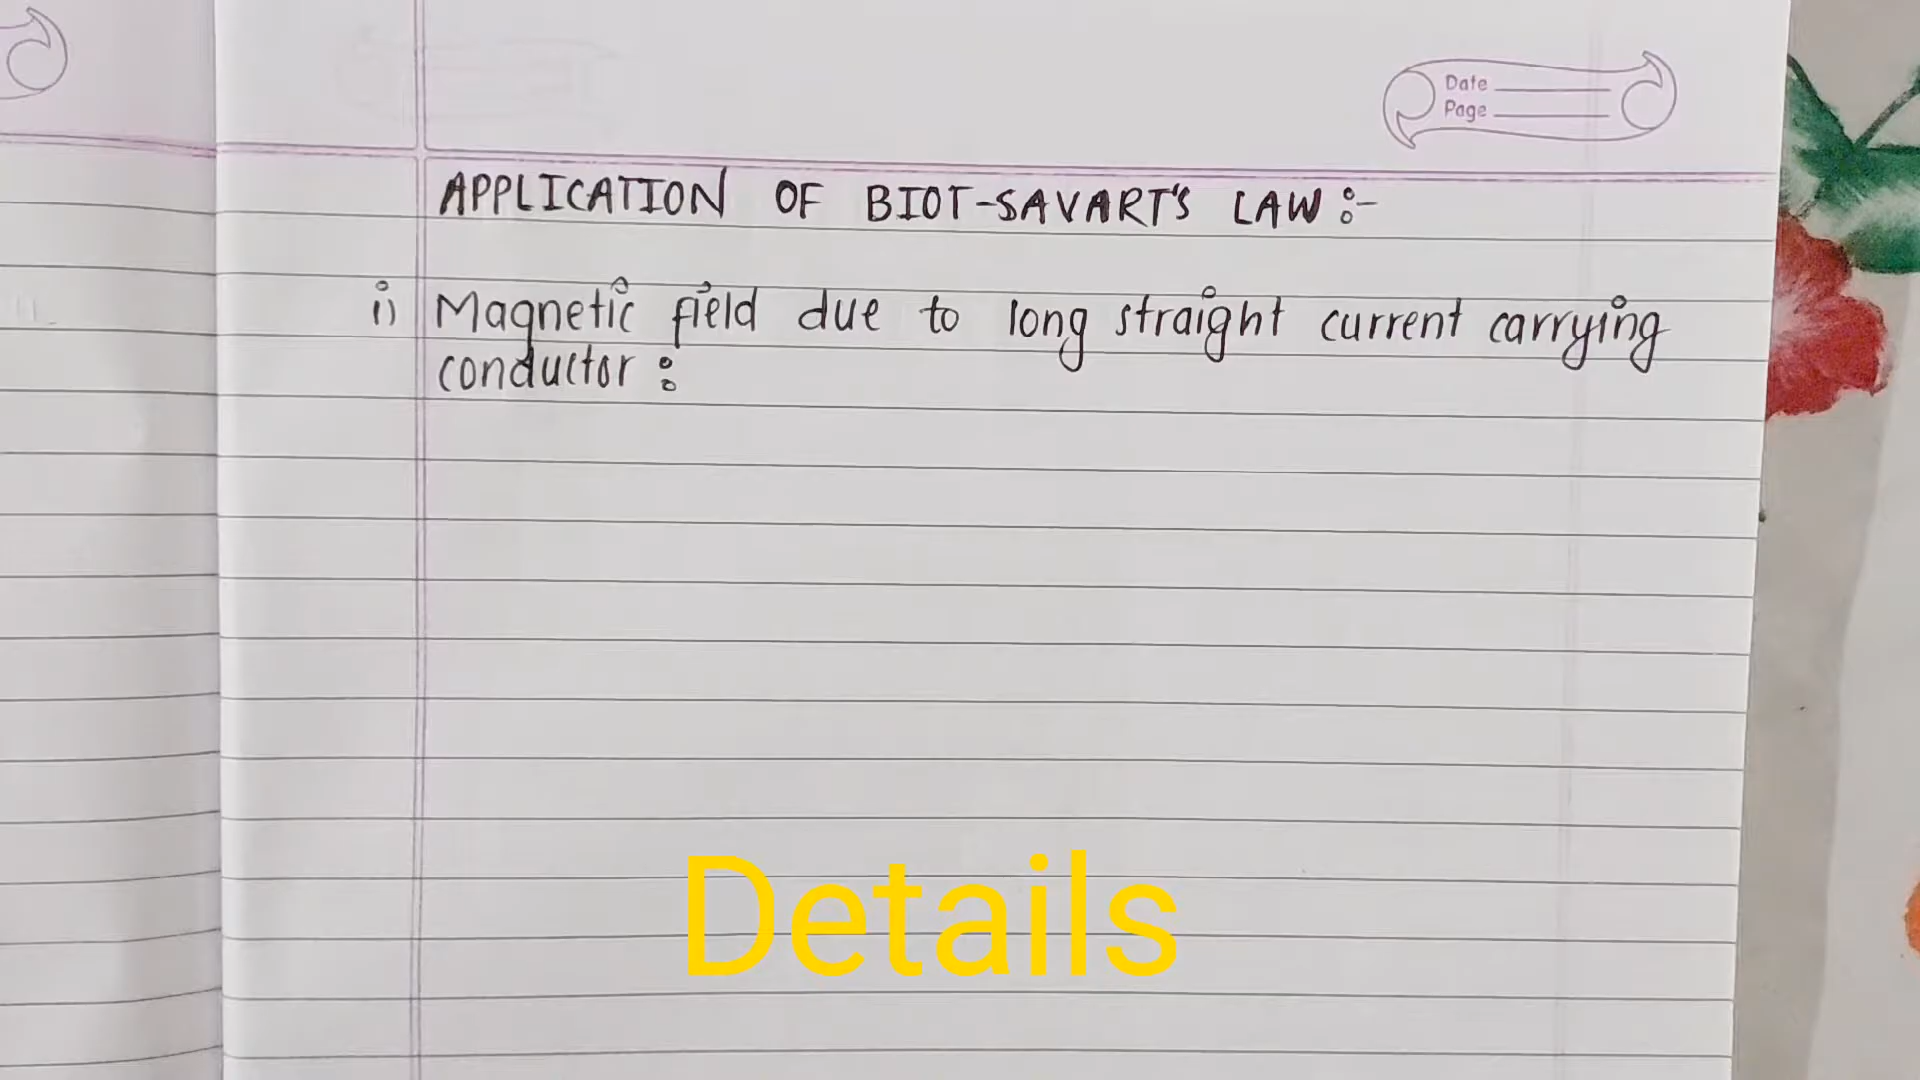 Date
Page
APPLICATION OF BIOT-SAVART'S LAW :-
i) Magnetic field due to long straight current carrying
conductor :
Details